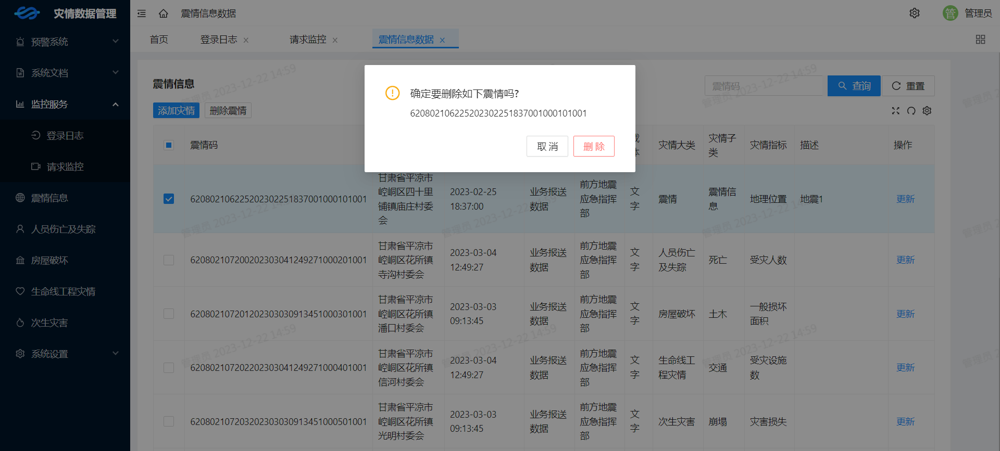 灾情数据管理
震情信息数据
管理员
预警系统
系统文档
监控服务
登录日志
请求监控
震情信息
人员伤亡及失踪
房屋破坏
生命线工程灾情
次生灾害
系统设置
首页
登录日志
请求监控
震情信息数据
震情信息
震情码
查询
重置
添加灾情
删除震情
确定要删除如下震情吗?
620802106225202302251837001000101001
取 消
删 除
震情码
灾情大类
灾情子
类
灾情指标
描述
操作
620802106225202302251837001000101001
甘肃省平凉市
崆峒区四十里
铺镇庙庄村委
会
2023-02-25
18:37:00
业务报送
数据
前方地震
应急指挥
部
文
字
震情
震情信
息
地理位置
地震1
更新
620802107200202303041249271000201001
甘肃省平凉市
崆峒区花所镇
寺沟村委会
2023-03-04
12:49:27
业务报送
数据
前方地震
应急指挥
部
文
字
人员伤亡
及失踪
死亡
受灾人数
更新
620802107201202303030913451000301001
甘肃省平凉市
崆峒区花所镇
潘口村委会
2023-03-03
09:13:45
业务报送
数据
前方地震
应急指挥
部
文
字
房屋破坏
土木
一般损坏
面积
更新
620802107202202303041249271000401001
甘肃省平凉市
崆峒区花所镇
信河村委会
2023-03-04
12:49:27
业务报送
数据
前方地震
应急指挥
部
文
字
生命线工
程灾情
交通
受灾设施
数
更新
620802107203202303030913451000501001
甘肃省平凉市
崆峒区花所镇
光明村委会
2023-03-03
09:13:45
业务报送
数据
前方地震
应急指挥
部
文
字
次生灾害
崩塌
灾害损失
更新
管理员 2023-12-22 14:59